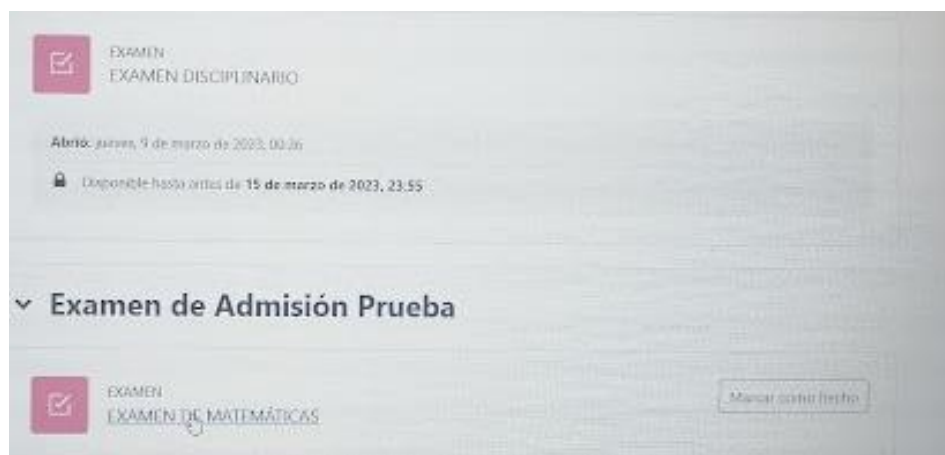 EXAMEN
EXAMEN DISCIPLINARIO
Abrió: jueves, 9 de marzo de 2023, 00:26
Disponible hasta antes de 15 de marzo de 2023, 23:55
Examen de Admisión Prueba
EXAMEN
EXAMEN DE MATEMÁTICAS
Marcar como hecho